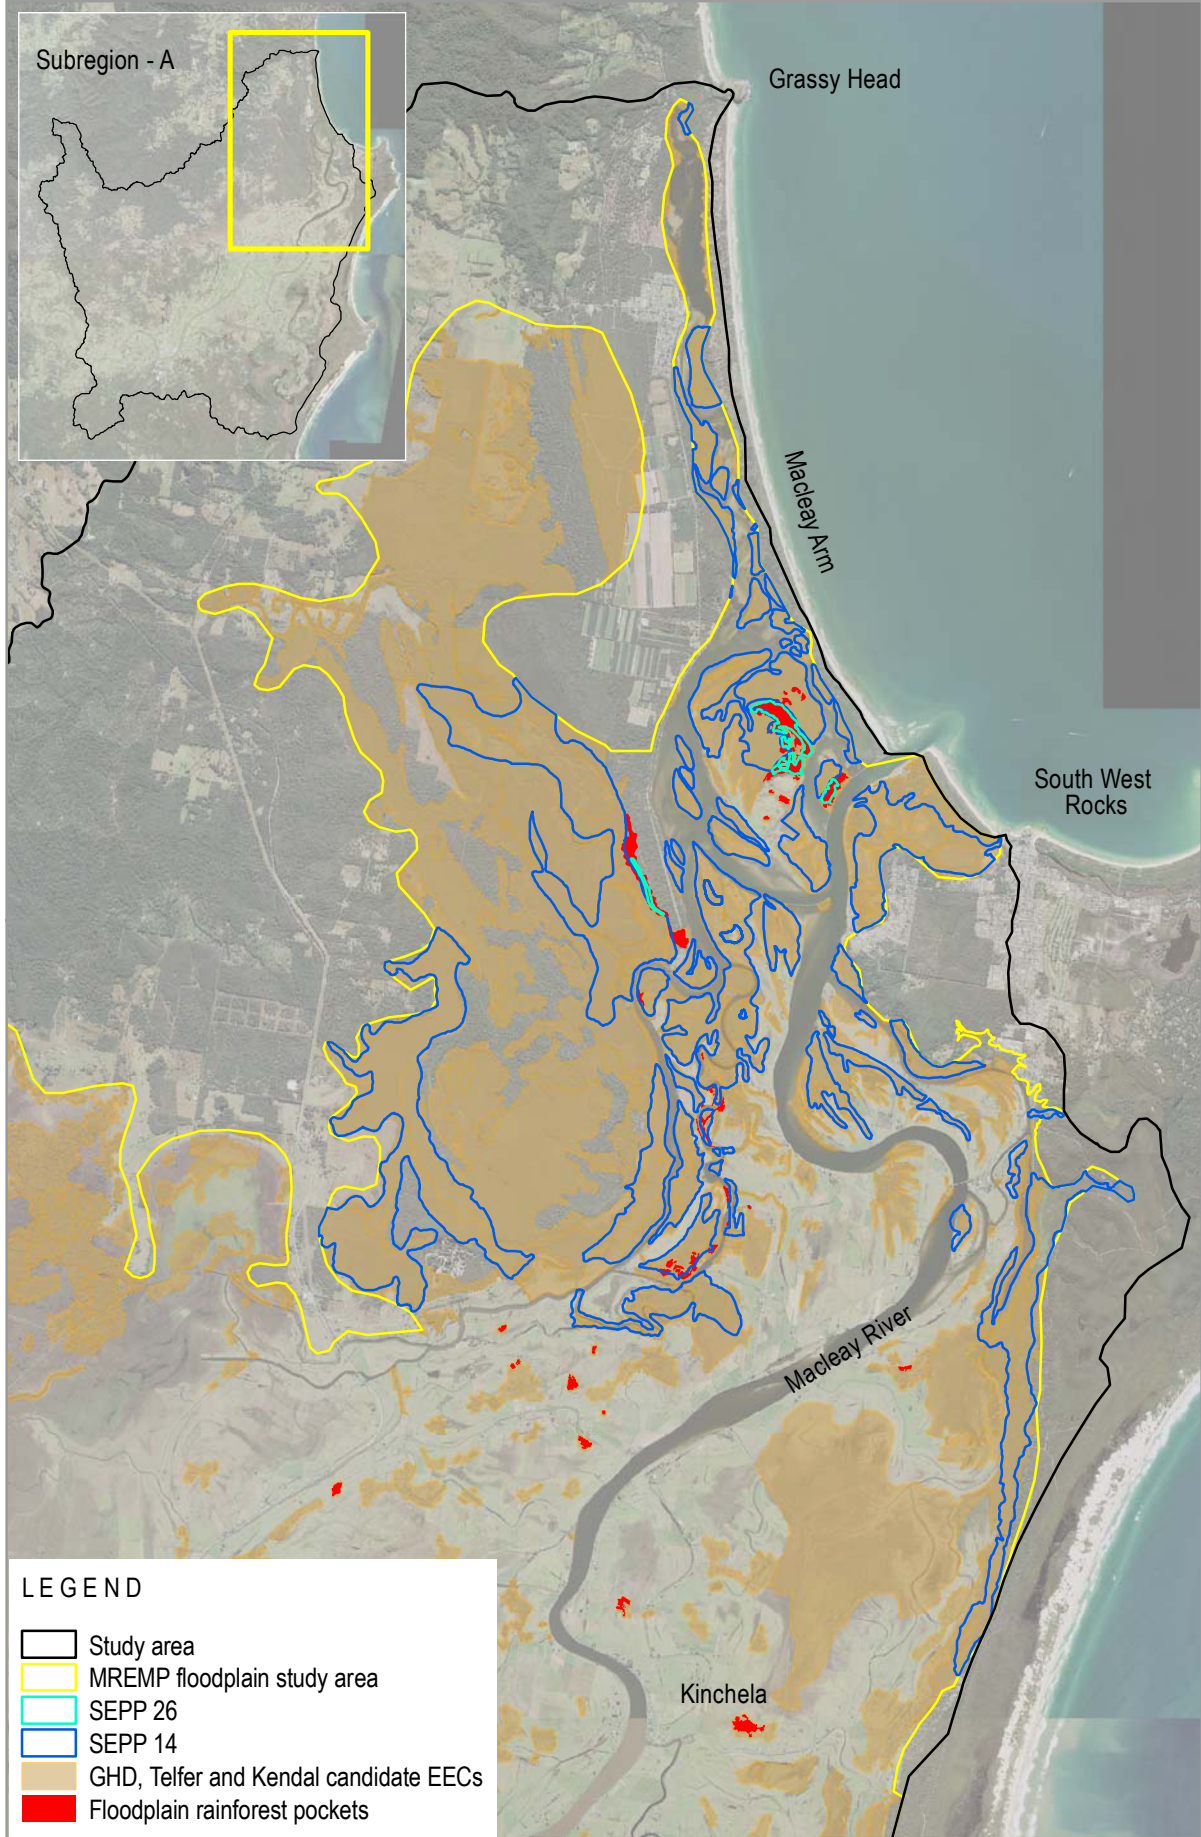 Subregion - A
Grassy Head
Macleay Arm
South West
Rocks
Macleay River
Kinchela
LEGEND
Study area
MREMP floodplain study area
SEPP 26
SEPP 14
GHD, Telfer and Kendal candidate EECs
Floodplain rainforest pockets